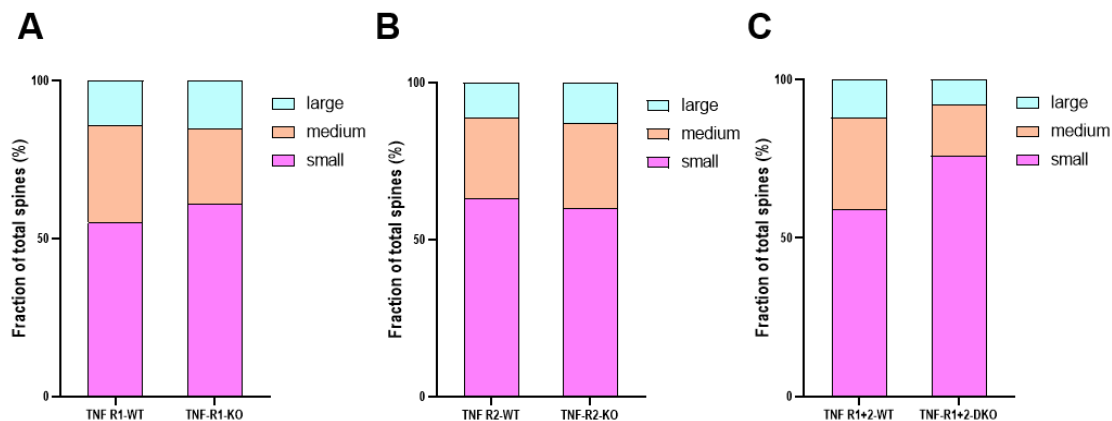 A
B
C
Fraction of total spines (%)
100
50
0
TNF R1-WT
TNF-R1-KO
large
medium
small
Fraction of total spines (%)
100
50
0
TNF R2-WT
TNF-R2-KO
large
medium
small
Fraction of total spines (%)
100
50
0
TNF R1+2-WT
TNF-R1+2-DKO
large
medium
small